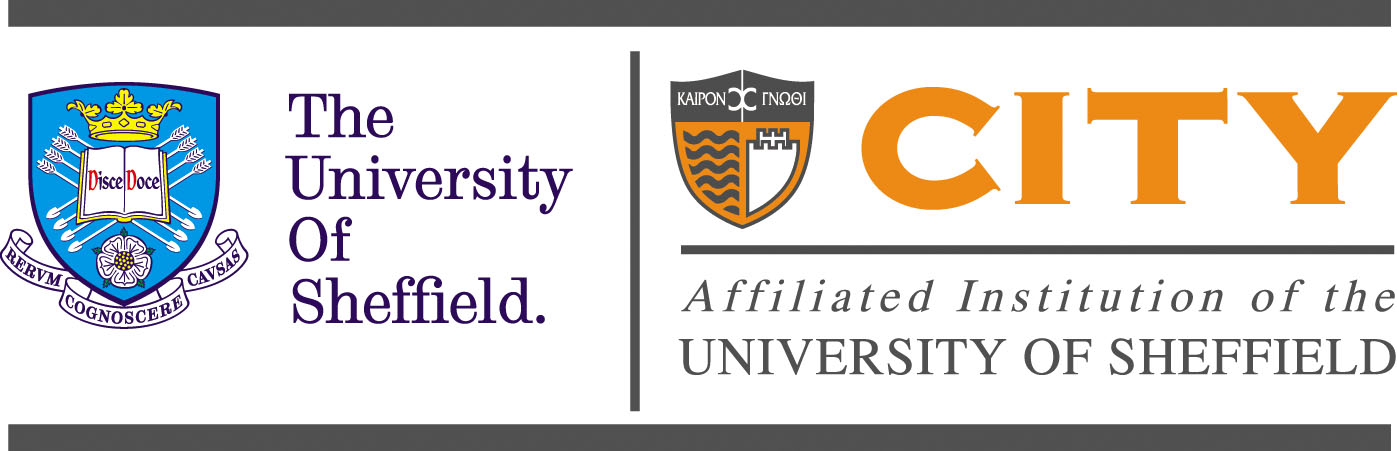 Disce Doce
RERVM COGNOSCERE CAVSAS
The
University
Of
Sheffield.
ΚΑΙΡΟΝ ΓΝΩΘΙ
CITY
Affiliated Institution of the
UNIVERSITY OF SHEFFIELD